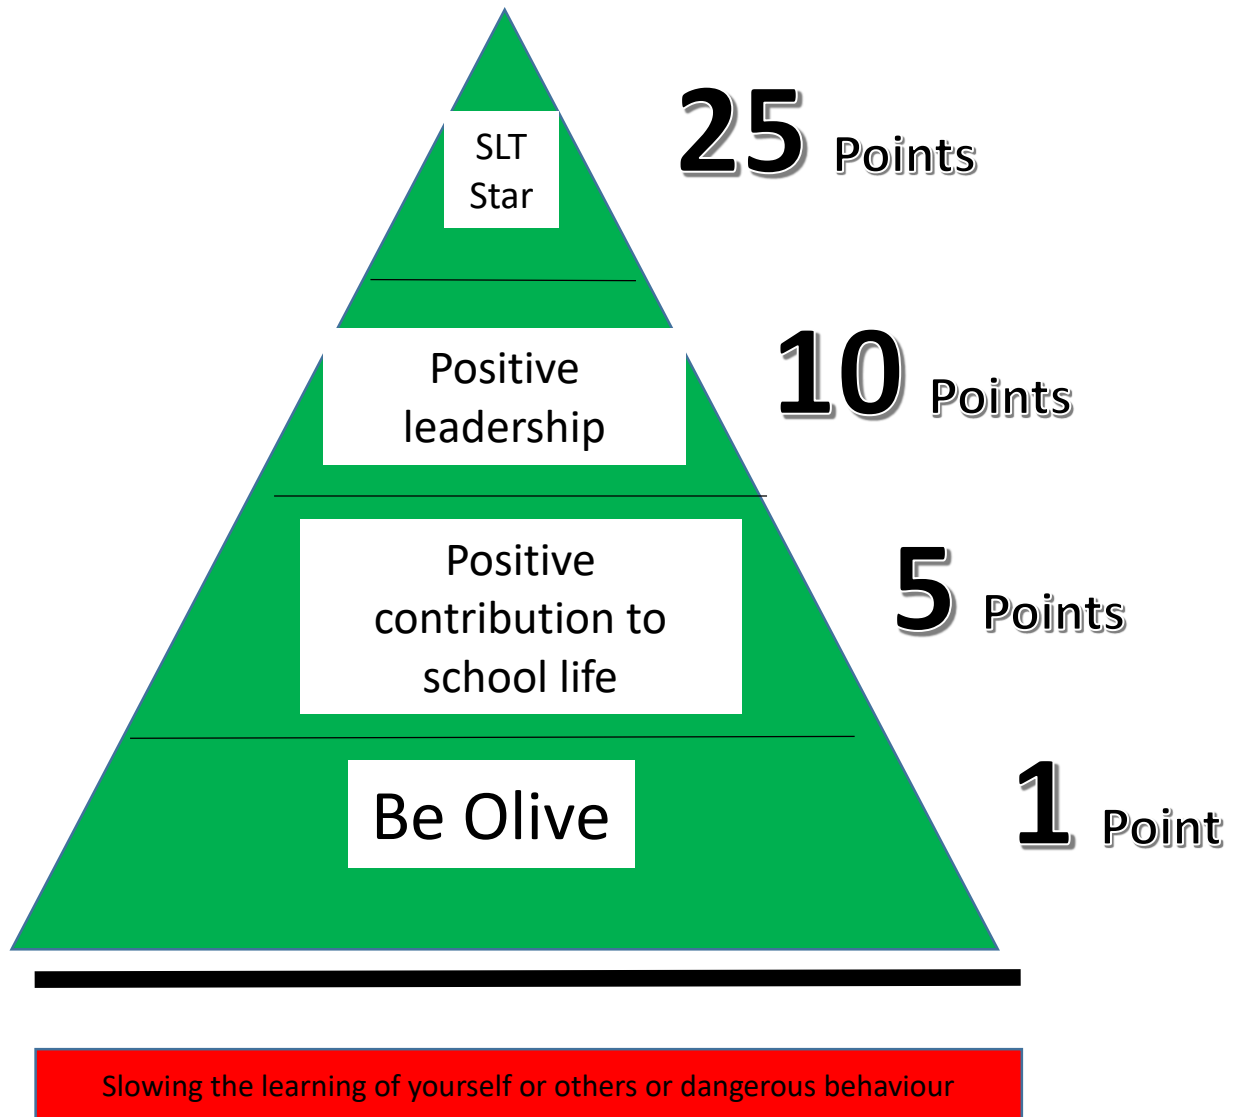 SLT
Star
25 Points
Positive
leadership
10 Points
Positive
contribution to
school life
5 Points
Be Olive
1 Point
Slowing the learning of yourself or others or dangerous behaviour